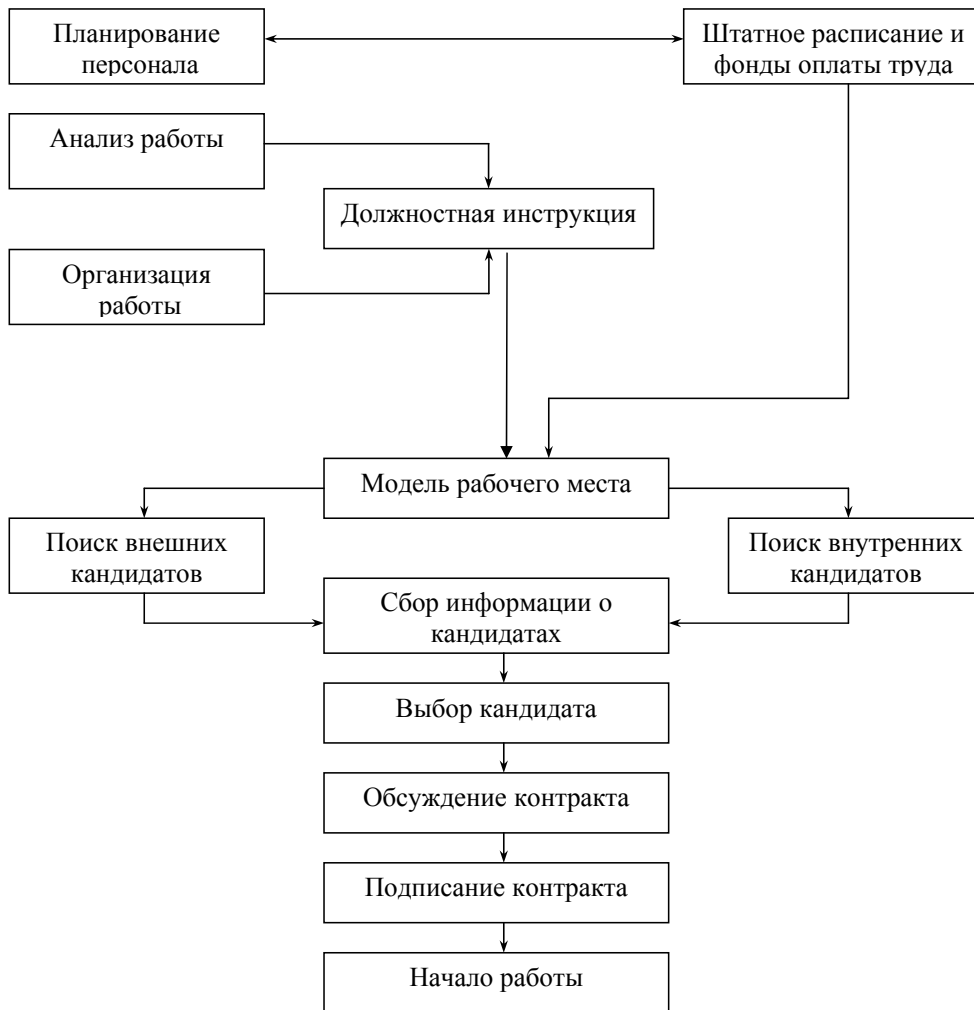 Планирование
персонала
Штатное расписание и
фонды оплаты труда
Анализ работы
Должностная инструкция
Организация
работы
Модель рабочего места
Поиск внешних
кандидатов
Поиск внутренних
кандидатов
Сбор информации о
кандидатах
Выбор кандидата
Обсуждение контракта
Подписание контракта
Начало работы